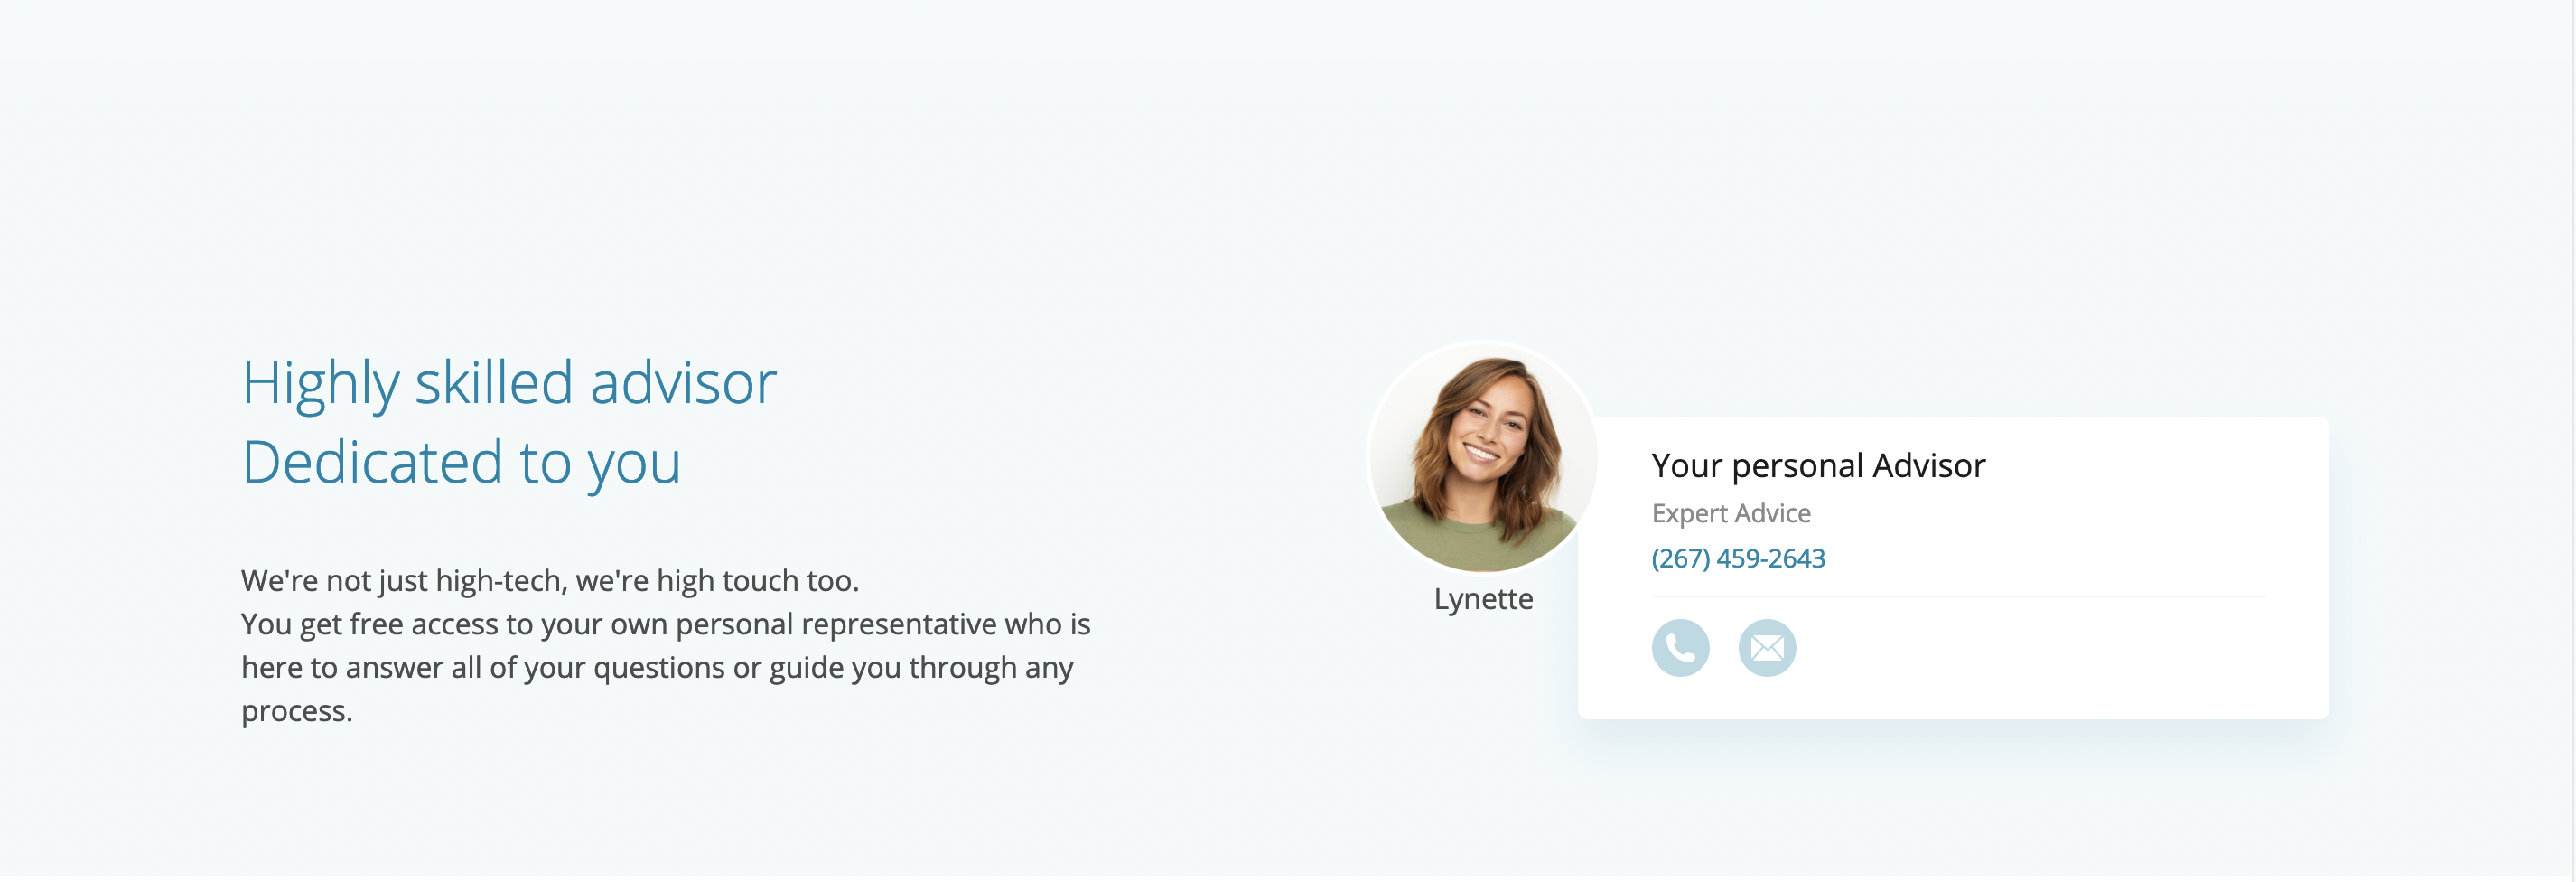 Highly skilled advisor
Dedicated to you
We're not just high-tech, we're high touch too.
You get free access to your own personal representative who is
here to answer all of your questions or guide you through any
process.
Lynette
Your personal Advisor
Expert Advice
(267) 459-2643